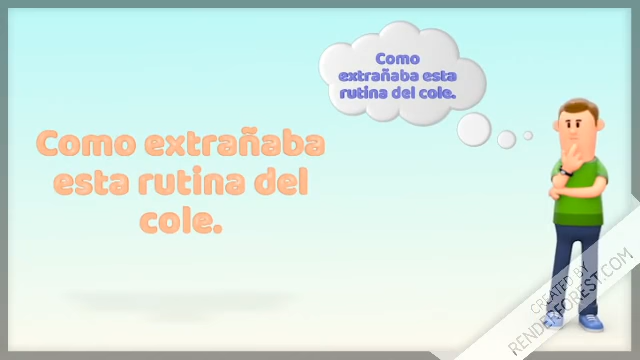 Como
extrañaba esta
rutina del cole.
Como extrañaba
esta rutina del
cole.
CREATED BY
RENDERFOREST.COM